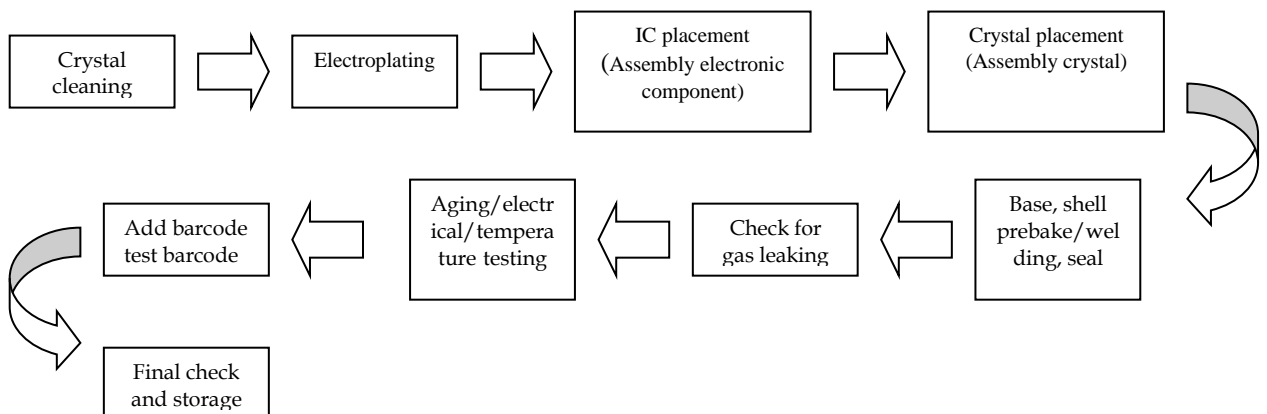 Crystal
cleaning
Electroplating
IC placement
(Assembly electronic
component)
Crystal placement
(Assembly crystal)
Base, shell
prebake/wel
ding, seal
Check for
gas leaking
Aging/electr
ical/tempera
ture testing
Add barcode
test barcode
Final check
and storage